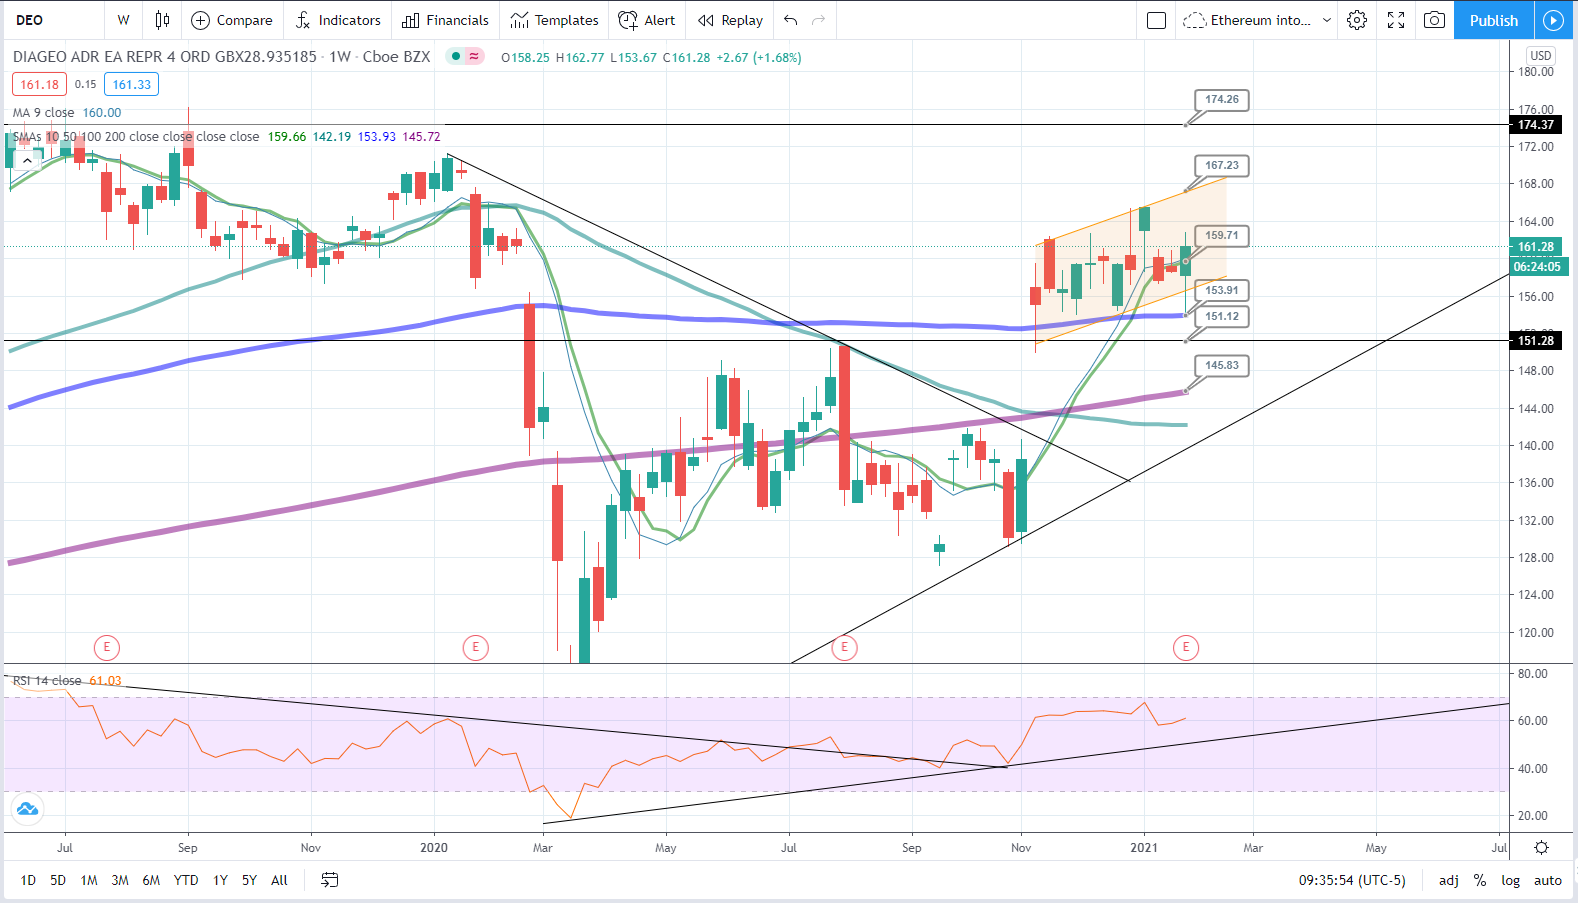 DEO W Compare Indicators Financials Templates Alert Replay Ethereum into... Publish
DIAGEO ADR EA REPR 4 ORD GBX28.935185 · 1W · Cboe BZX O158.25 H162.77 L153.67 C161.28 +2.67 (+1.68%)
USD
161.18 0.15 161.33
MA 9 close 160.00
SMAs 10 50 100 200 close close close close 159.66 142.19 153.93 145.72
180.00
176.00
174.37
172.00
168.00
164.00
161.28
06:24:05
156.00
151.28
148.00
144.00
140.00
136.00
132.00
128.00
124.00
120.00
174.26
167.23
159.71
153.91
151.12
145.83
E E E E
RSI 14 close 61.03
80.00
60.00
40.00
20.00
Jul Sep Nov 2020 Mar May Jul Sep Nov 2021 Mar May Jul
1D 5D 1M 3M 6M YTD 1Y 5Y All 09:35:54 (UTC-5) adj % log auto